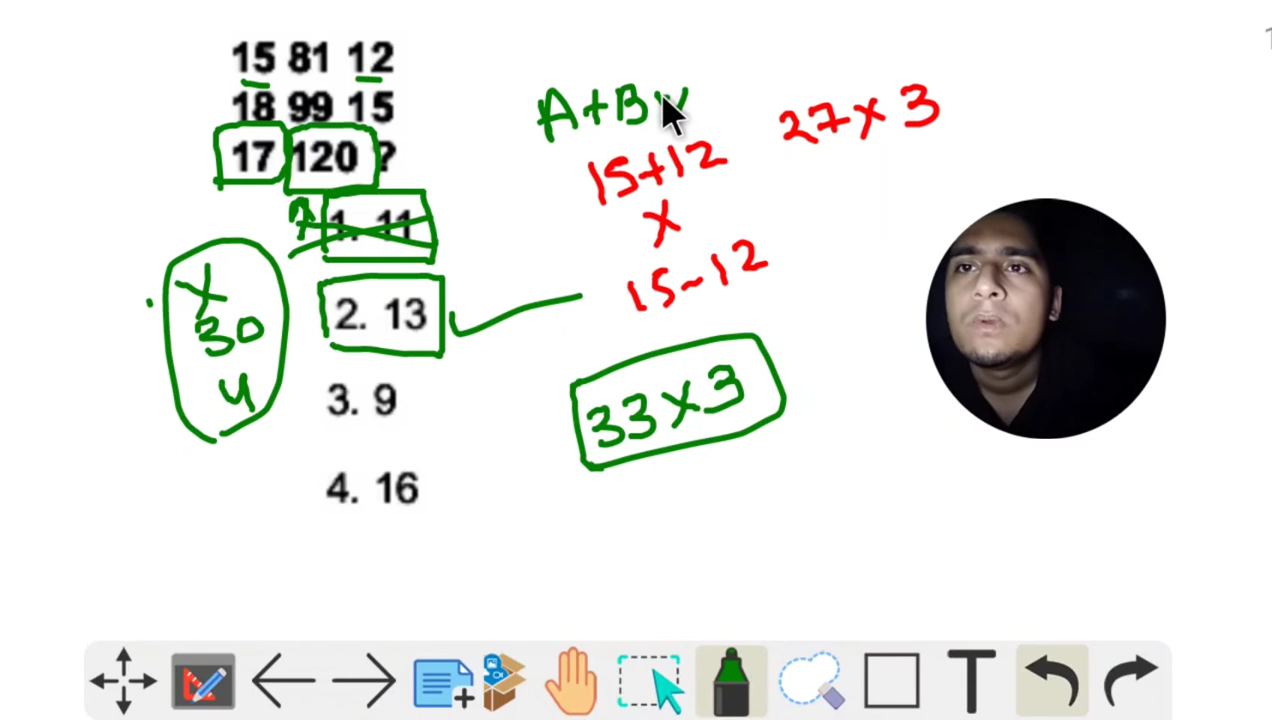 15 81 12
18 99 15
17 120 ?
1. 11
2. 13
3. 9
4. 16
A+B
15+12
x
15-12
27x3
33x3
x
30
4
T
1